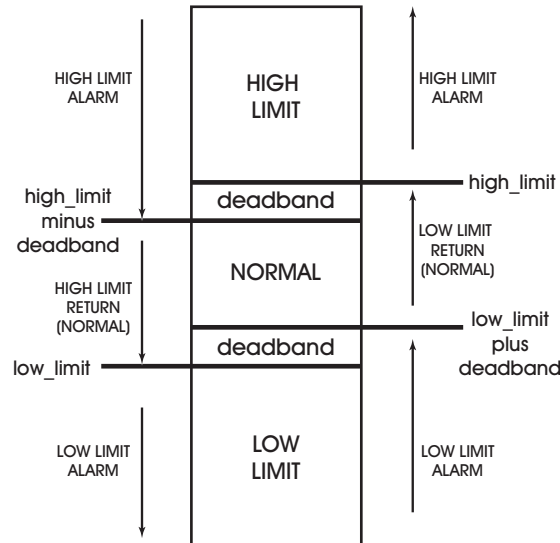 HIGH LIMIT
ALARM
high_limit
minus
deadband
HIGH LIMIT
RETURN
(NORMAL)
low_limit
LOW LIMIT
ALARM
HIGH
LIMIT
deadband
NORMAL
deadband
LOW
LIMIT
HIGH LIMIT
ALARM
high_limit
LOW LIMIT
RETURN
(NORMAL)
low_limit
plus
deadband
LOW LIMIT
ALARM